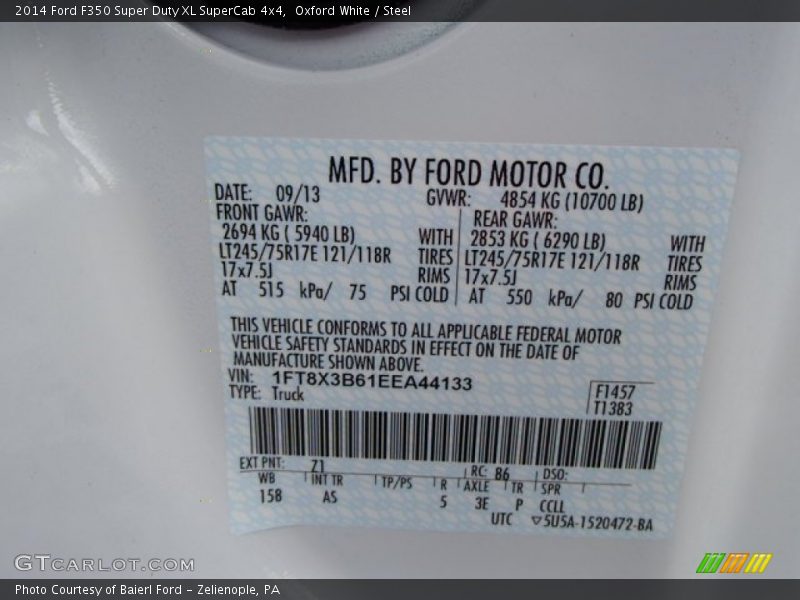 2014 Ford F350 Super Duty XL SuperCab 4x4,  Oxford White / Steel
MFD. BY FORD MOTOR CO.
DATE: 09/13 GVWR: 4854 KG (10700 LB)
FRONT GAWR: REAR GAWR:
2694 KG ( 5940 LB) WITH 2853 KG ( 6290 LB) WITH
LT245/75R17E 121/118R TIRES LT245/75R17E 121/118R TIRES
17x7.5J RIMS 17x7.5J RIMS
AT 515 kPa/ 75 PSI COLD AT 550 kPa/ 80 PSI COLD
THIS VEHICLE CONFORMS TO ALL APPLICABLE FEDERAL MOTOR
VEHICLE SAFETY STANDARDS IN EFFECT ON THE DATE OF
MANUFACTURE SHOWN ABOVE.
VIN: 1FT8X3B61EEA44133
TYPE: Truck
F1457
T1383
EXT PNT: Z1 RC: 86 DSO:
WB INT TR TP/PS R AXLE TR SPR
158 AS 5 3E P CCLL
UTC ▽5U5A-1520472-BA
GTCARLOT.COM
Photo Courtesy of Baierl Ford - Zelienople, PA